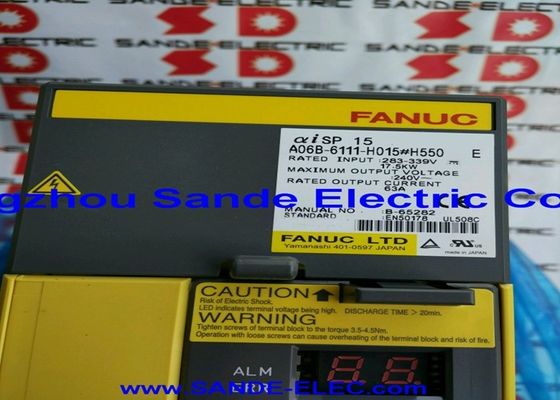 SANDE-ELECTRIC
SANDE-ELECTRIC
FANUC
αiSP 15
A06B-6111-H015#H550 E
RATED INPUT :283-339V
17.5KW
MAXIMUM OUTPUT VOLTAGE
:240V~
RATED OUTPUT CURRENT
63A
MANUAL NO. :B-65282
STANDARD :EN50178 UL508C
FANUC LTD
Yamanashi 401-0597 JAPAN
gzhou Sande Electric Co
CAUTION
Risk of Electric Shock.
LED indicates terminal voltage being high. DISCHARGE TIME > 20min.
WARNING
Tighten screws of terminal block to the torque 3.5-4.5Nm.
Operation with loose screws can cause overheating of the terminal block resulting in risk of fire.
ALM
ERR
www.SANDE-ELEC.com